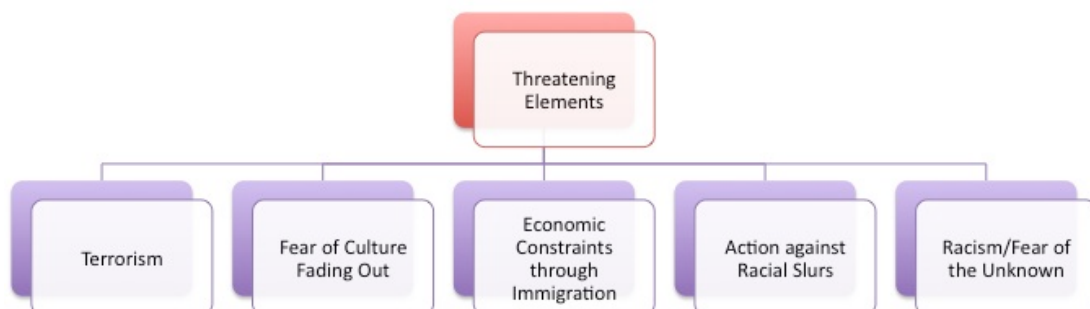 Threatening
Elements
Terrorism
Fear of Culture
Fading Out
Economic
Constraints
through
Immigration
Action against
Racial Slurs
Racism/Fear of
the Unknown